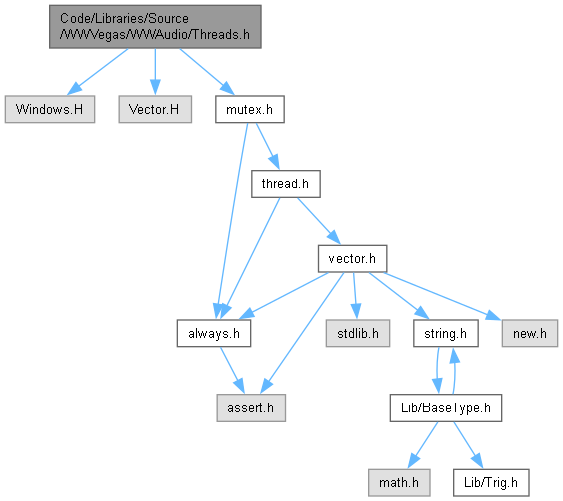 Code/Libraries/Source
/WWVegas/WWAudio/Threads.h
Windows.H
Vector.H
mutex.h
thread.h
vector.h
always.h
stdlib.h
string.h
new.h
assert.h
Lib/BaseType.h
math.h
Lib/Trig.h